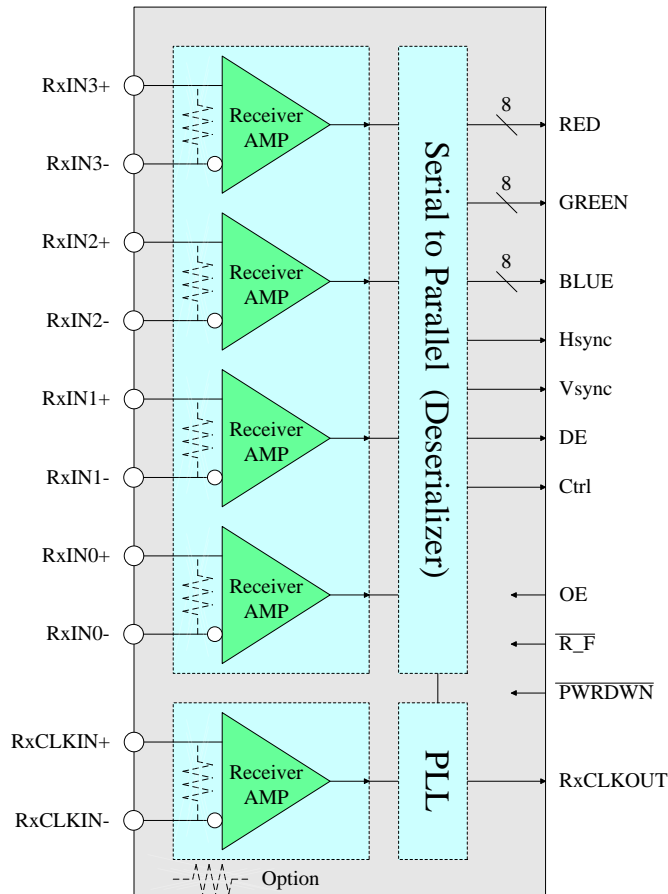 RxIN3+
RxIN3-
RxIN2+
RxIN2-
RxIN1+
RxIN1-
RxIN0+
RxIN0-
RxCLKIN+
RxCLKIN-
Receiver
AMP
Receiver
AMP
Receiver
AMP
Receiver
AMP
Receiver
AMP
Serial to Parallel (Deserializer)
PLL
8
RED
8
GREEN
8
BLUE
Hsync
Vsync
DE
Ctrl
OE
R_F
PWRDWN
RxCLKOUT
Option